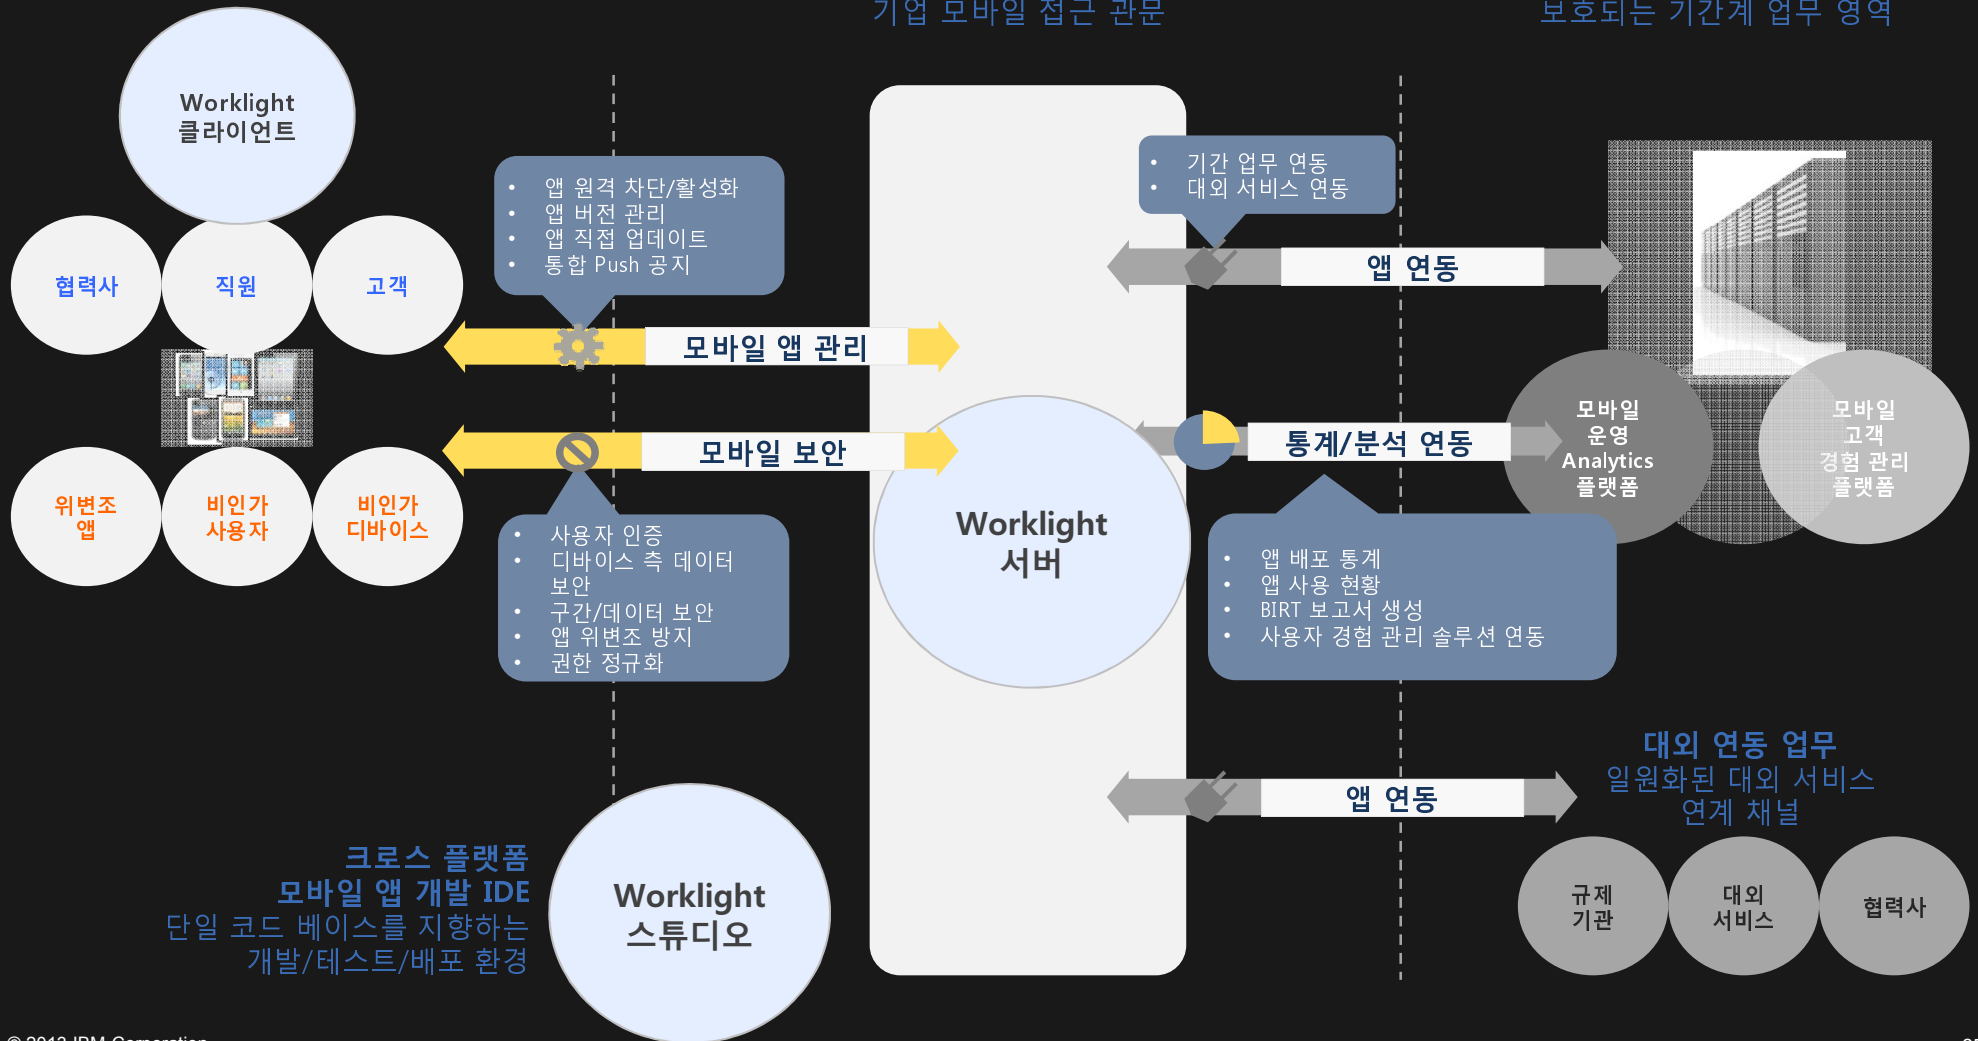 기업 모바일 접근 관문
보호되는 기간계 업무 영역
Worklight
클라이언트
협력사
직원
고객
위변조
앱
비인가
사용자
비인가
디바이스
• 앱 원격 차단/활성화
• 앱 버전 관리
• 앱 직접 업데이트
• 통합 Push 공지
모바일 앱 관리
모바일 보안
• 사용자 인증
• 디바이스 측 데이터
보안
• 구간/데이터 보안
• 앱 위변조 방지
• 권한 정규화
• 기간 업무 연동
• 대외 서비스 연동
앱 연동
통계/분석 연동
Worklight
서버
모바일
운영
Analytics
플랫폼
모바일
고객
경험 관리
플랫폼
• 앱 배포 통계
• 앱 사용 현황
• BIRT 보고서 생성
• 사용자 경험 관리 솔루션 연동
앱 연동
대외 연동 업무
일원화된 대외 서비스
연계 채널
규제
기관
대외
서비스
협력사
크로스 플랫폼
모바일 앱 개발 IDE
단일 코드 베이스를 지향하는
개발/테스트/배포 환경
Worklight
스튜디오
© 2013 IBM Corporation